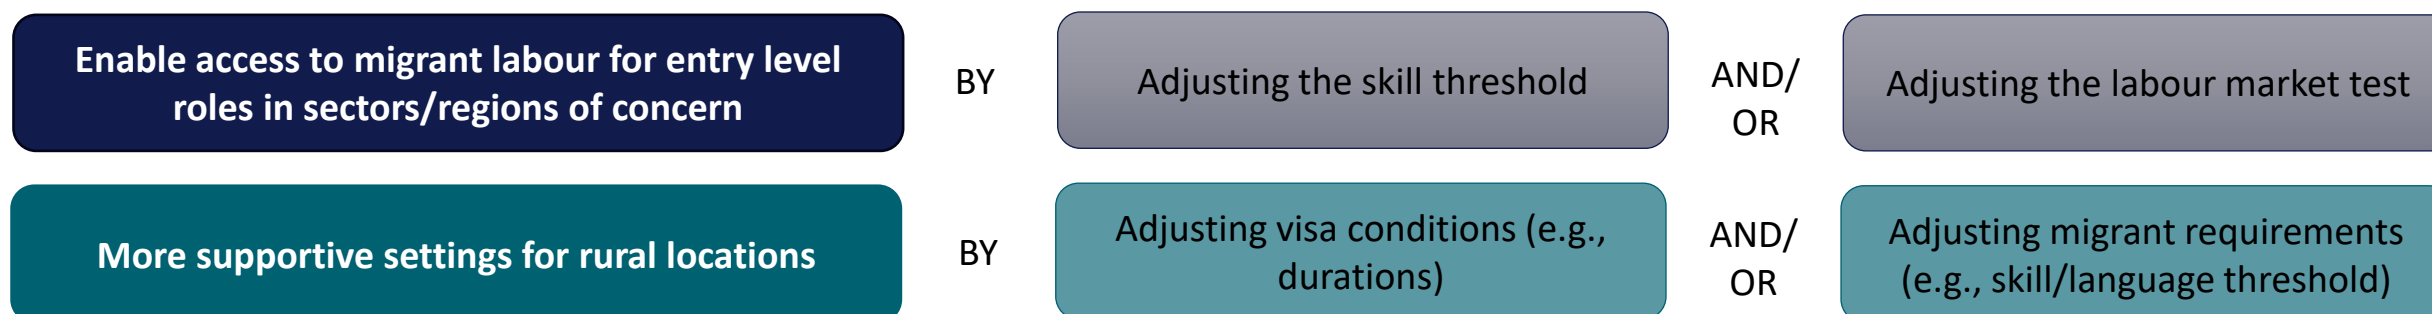 Enable access to migrant labour for entry level
roles in sectors/regions of concern
BY
Adjusting the skill threshold
AND/
OR
Adjusting the labour market test
More supportive settings for rural locations
BY
Adjusting visa conditions (e.g.,
durations)
AND/
OR
Adjusting migrant requirements
(e.g., skill/language threshold)